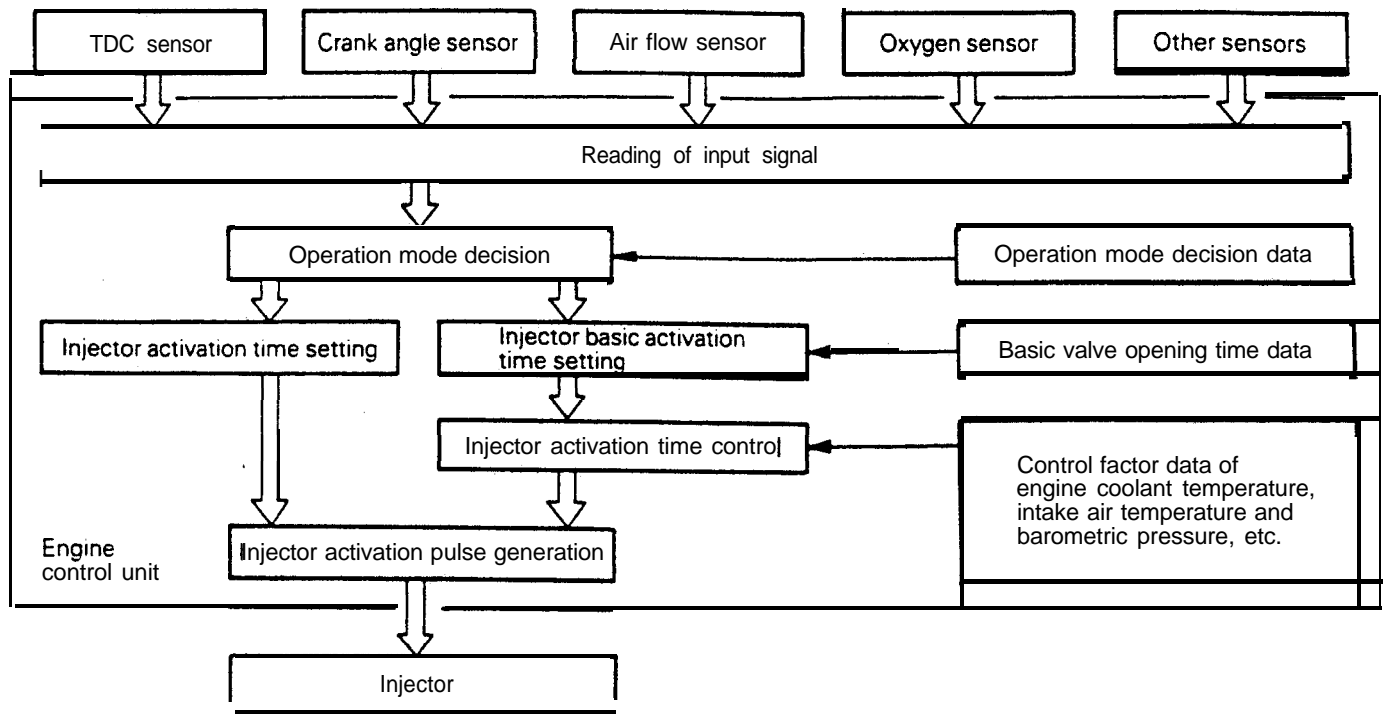 TDC sensor
Crank angle sensor
Air flow sensor
Oxygen sensor
Other sensors
Reading of input signal
Operation mode decision
Operation mode decision data
Injector activation time setting
Injector basic activation
time setting
Basic valve opening time data
Injector activation time control
Control factor data of
engine coolant temperature,
intake air temperature and
barometric pressure, etc.
Engine
control unit
Injector activation pulse generation
Injector